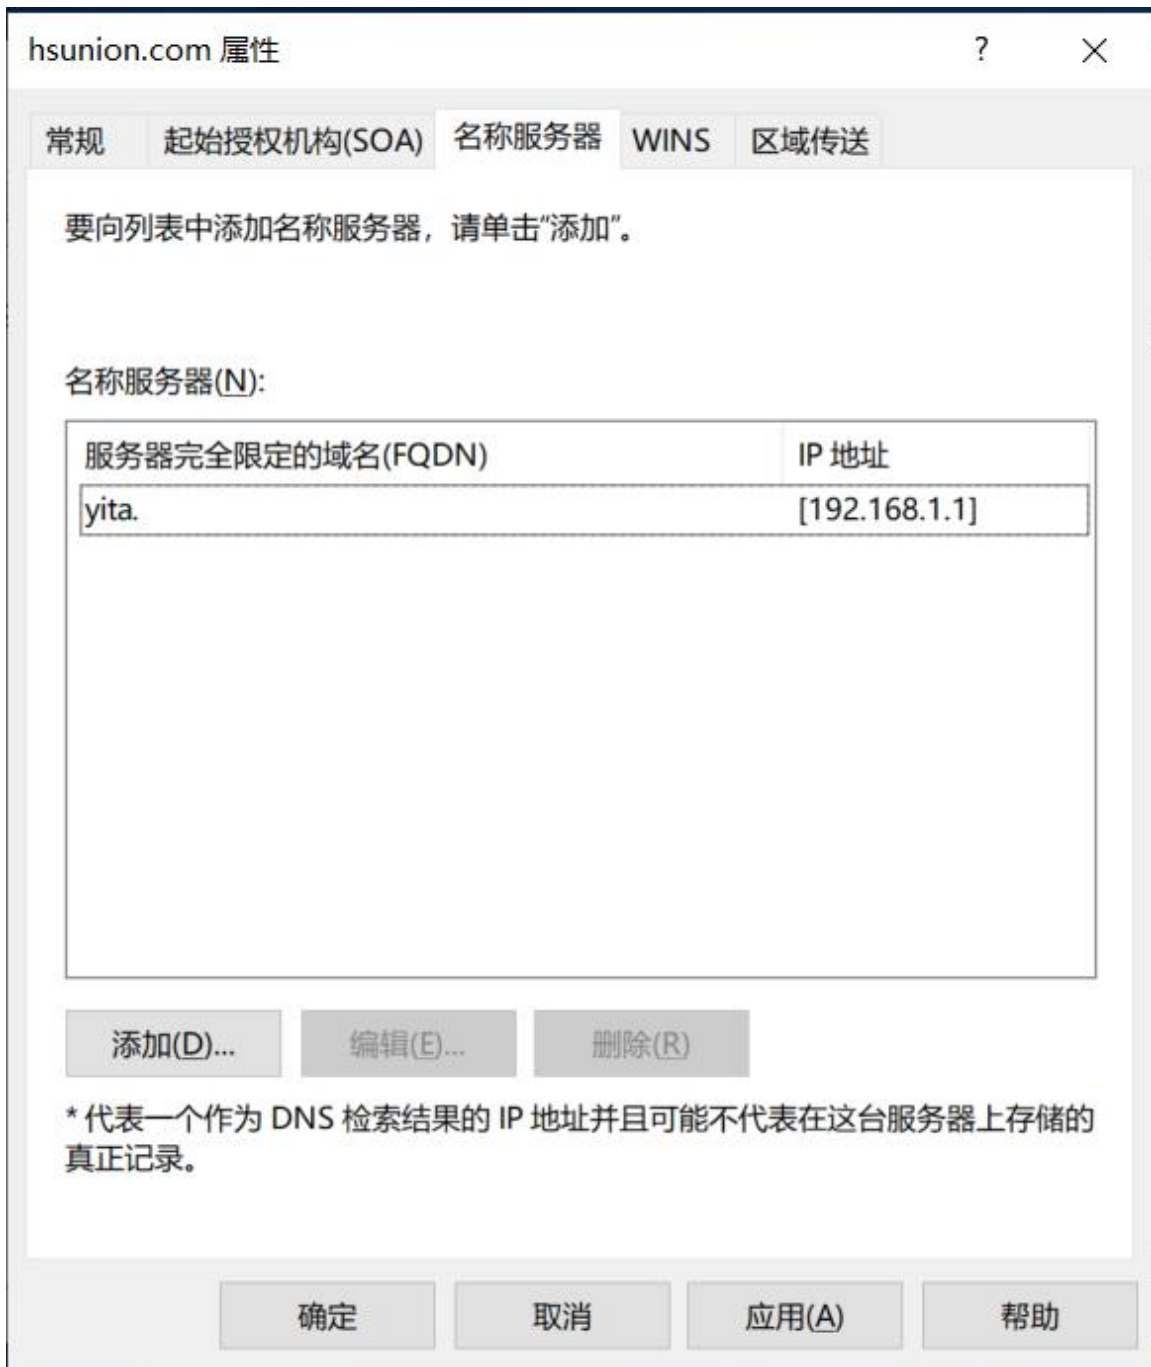 hsunion.com 属性
?
常规 起始授权机构(SOA) 名称服务器 WINS 区域传送
要向列表中添加名称服务器，请单击“添加”。
名称服务器(N):
服务器完全限定的域名(FQDN) IP 地址
yita. [192.168.1.1]
添加(D)... 编辑(E)... 删除(R)
* 代表一个作为 DNS 检索结果的 IP 地址并且可能不代表在这台服务器上存储的
真正记录。
确定 取消 应用(A) 帮助